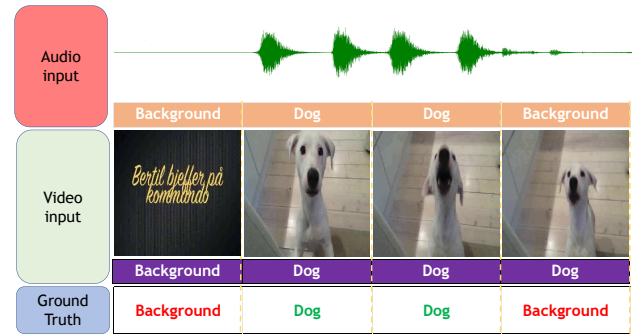 Audio
input
Background Dog Dog Background
Video
input
Bertil bjeffer på
kommando
Background Dog Dog Dog
Ground
Truth
Background Dog Dog Background